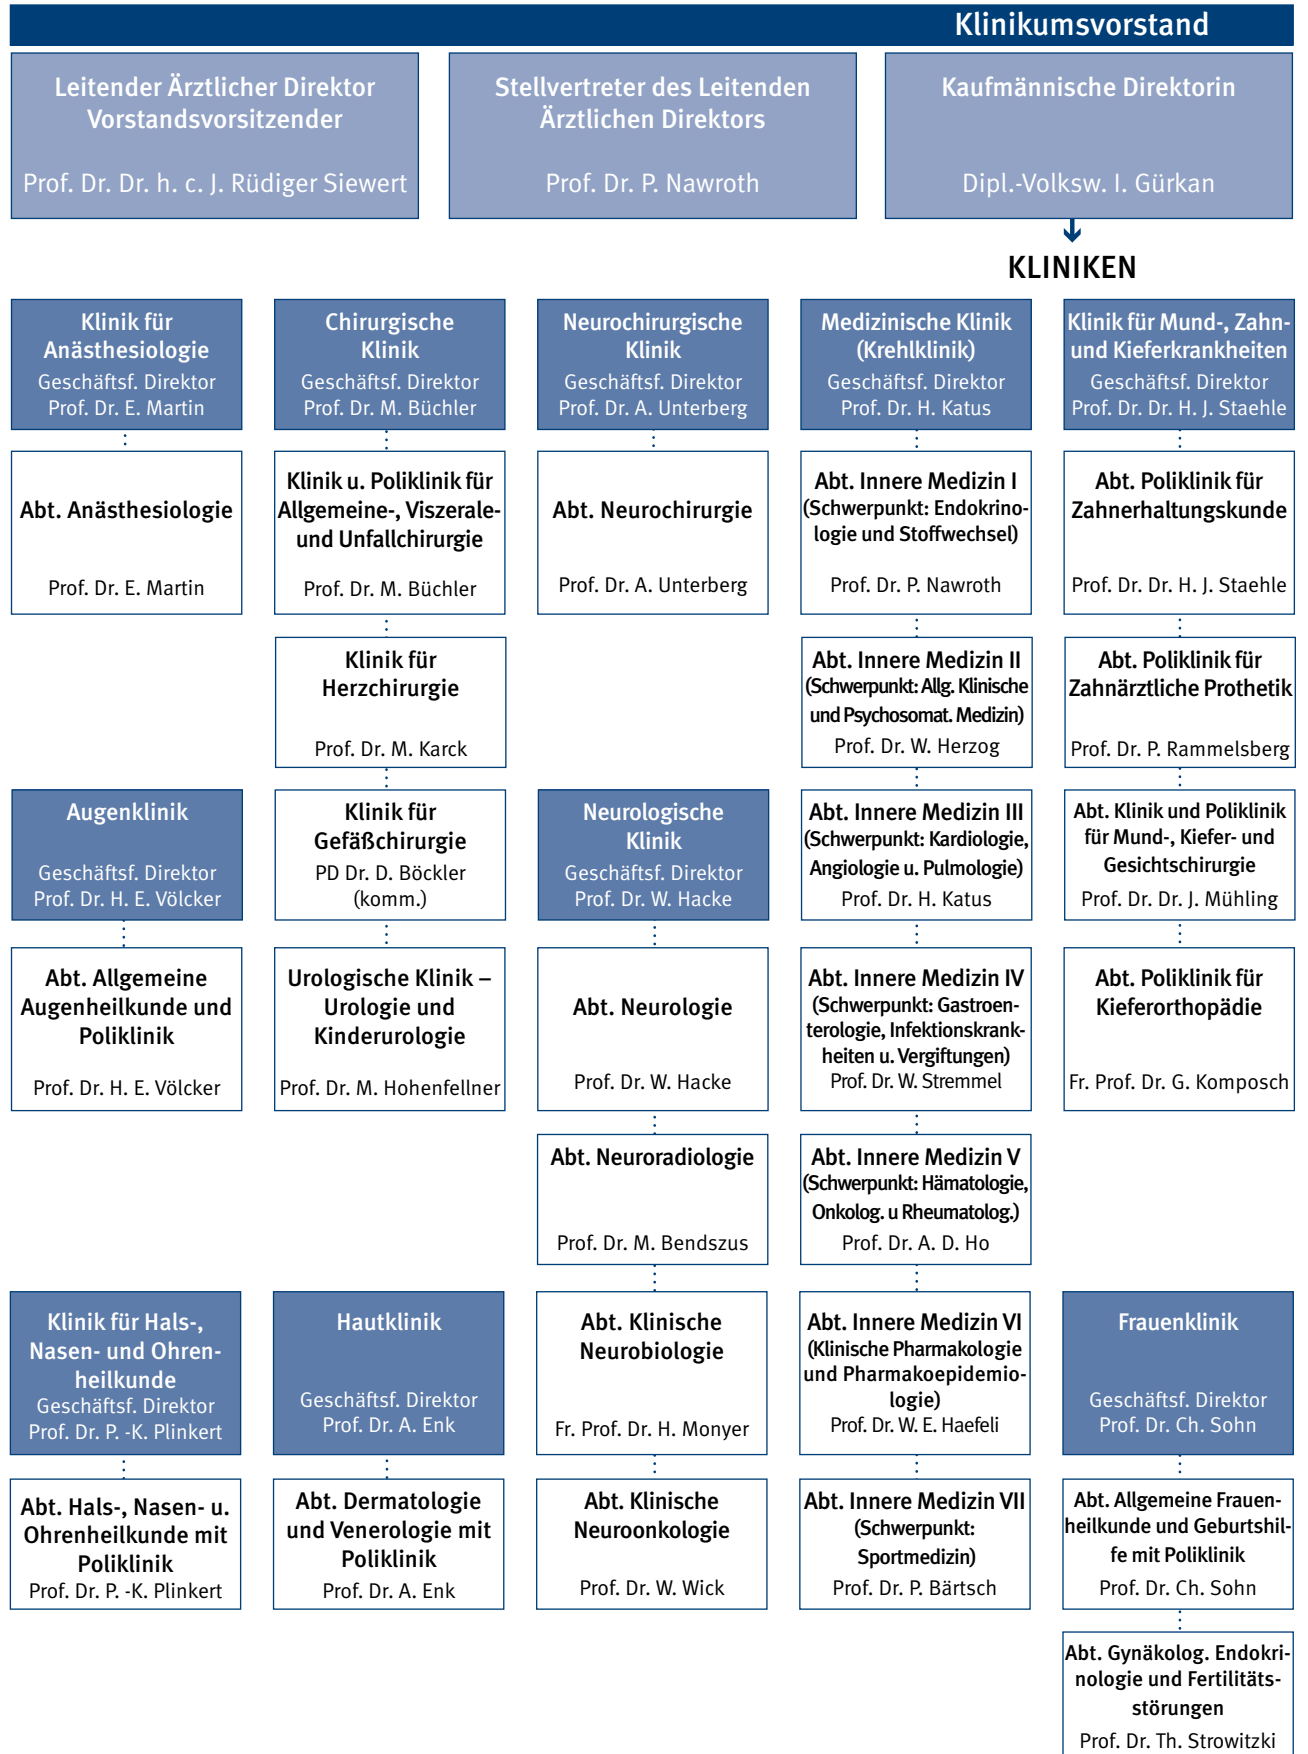 Klinikumsvorstand
Leitender Ärztlicher Direktor
Vorstandsvorsitzender
Prof. Dr. Dr. h. c. J. Rüdiger Siewert
Stellvertreter des Leitenden
Ärztlichen Direktors
Prof. Dr. P. Nawroth
Kaufmännische Direktorin
Dipl.-Volksw. I. Gürkan
KLINIKEN
Klinik für
Anästhesiologie
Geschäftsf. Direktor
Prof. Dr. E. Martin
Abt. Anästhesiologie
Prof. Dr. E. Martin
Augenklinik
Geschäftsf. Direktor
Prof. Dr. H. E. Völcker
Abt. Allgemeine
Augenheilkunde und
Poliklinik
Prof. Dr. H. E. Völcker
Klinik für Hals-,
Nasen- und Ohren-
heilkunde
Geschäftsf. Direktor
Prof. Dr. P. -K. Plinkert
Abt. Hals-, Nasen- u.
Ohrenheilkunde mit
Poliklinik
Prof. Dr. P. -K. Plinkert
Chirurgische
Klinik
Geschäftsf. Direktor
Prof. Dr. M. Büchler
Klinik u. Poliklinik für
Allgemeine-, Viszerale-
und Unfallchirurgie
Prof. Dr. M. Büchler
Klinik für
Herzchirurgie
Prof. Dr. M. Karck
Klinik für
Gefäßchirurgie
PD Dr. D. Böckler
(komm.)
Urologische Klinik –
Urologie und
Kinderurologie
Prof. Dr. M. Hohenfellner
Hautklinik
Geschäftsf. Direktor
Prof. Dr. A. Enk
Abt. Dermatologie
und Venerologie mit
Poliklinik
Prof. Dr. A. Enk
Neurochirurgische
Klinik
Geschäftsf. Direktor
Prof. Dr. A. Unterberg
Abt. Neurochirurgie
Prof. Dr. A. Unterberg
Neurologische
Klinik
Geschäftsf. Direktor
Prof. Dr. W. Hacke
Abt. Neurologie
Prof. Dr. W. Hacke
Abt. Neuroradiologie
Prof. Dr. M. Bendszus
Abt. Klinische
Neurobiologie
Fr. Prof. Dr. H. Monyer
Abt. Klinische
Neuroonkologie
Prof. Dr. W. Wick
Medizinische Klinik
(Krehlklinik)
Geschäftsf. Direktor
Prof. Dr. H. Katus
Abt. Innere Medizin I
(Schwerpunkt: Endokrino-
logie und Stoffwechsel)
Prof. Dr. P. Nawroth
Abt. Innere Medizin II
(Schwerpunkt: Allg. Klinische
und Psychosomat. Medizin)
Prof. Dr. W. Herzog
Abt. Innere Medizin III
(Schwerpunkt: Kardiologie,
Angiologie u. Pulmologie)
Prof. Dr. H. Katus
Abt. Innere Medizin IV
(Schwerpunkt: Gastroen-
terologie, Infektionskrank-
heiten u. Vergiftungen)
Prof. Dr. W. Stremmel
Abt. Innere Medizin V
(Schwerpunkt: Hämatologie,
Onkolog. u Rheumatolog.)
Prof. Dr. A. D. Ho
Abt. Innere Medizin VI
(Klinische Pharmakologie
und Pharmakoepidemio-
logie)
Prof. Dr. W. E. Haefeli
Abt. Innere Medizin VII
(Schwerpunkt:
Sportmedizin)
Prof. Dr. P. Bärtsch
Klinik für Mund-, Zahn-
und Kieferkrankheiten
Geschäftsf. Direktor
Prof. Dr. Dr. H. J. Staehle
Abt. Poliklinik für
Zahnerhaltungskunde
Prof. Dr. Dr. H. J. Staehle
Abt. Poliklinik für
Zahnärztliche Prothetik
Prof. Dr. P. Rammelsberg
Abt. Klinik und Poliklinik
für Mund-, Kiefer- und
Gesichtschirurgie
Prof. Dr. Dr. J. Mühling
Abt. Poliklinik für
Kieferorthopädie
Fr. Prof. Dr. G. Komposch
Frauenklinik
Geschäftsf. Direktor
Prof. Dr. Ch. Sohn
Abt. Allgemeine Frauen-
heilkunde und Geburtshil-
fe mit Poliklinik
Prof. Dr. Ch. Sohn
Abt. Gynäkolog. Endokri-
nologie und Fertilitäts-
störungen
Prof. Dr. Th. Strowitzki